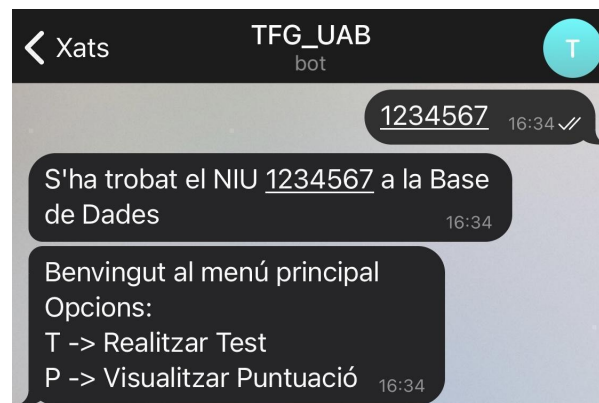 Xats
TFG_UAB
bot
T
1234567 16:34
S'ha trobat el NIU 1234567 a la Base
de Dades
16:34
Benvingut al menú principal
Opcions:
T -> Realitzar Test
P -> Visualitzar Puntuació 16:34